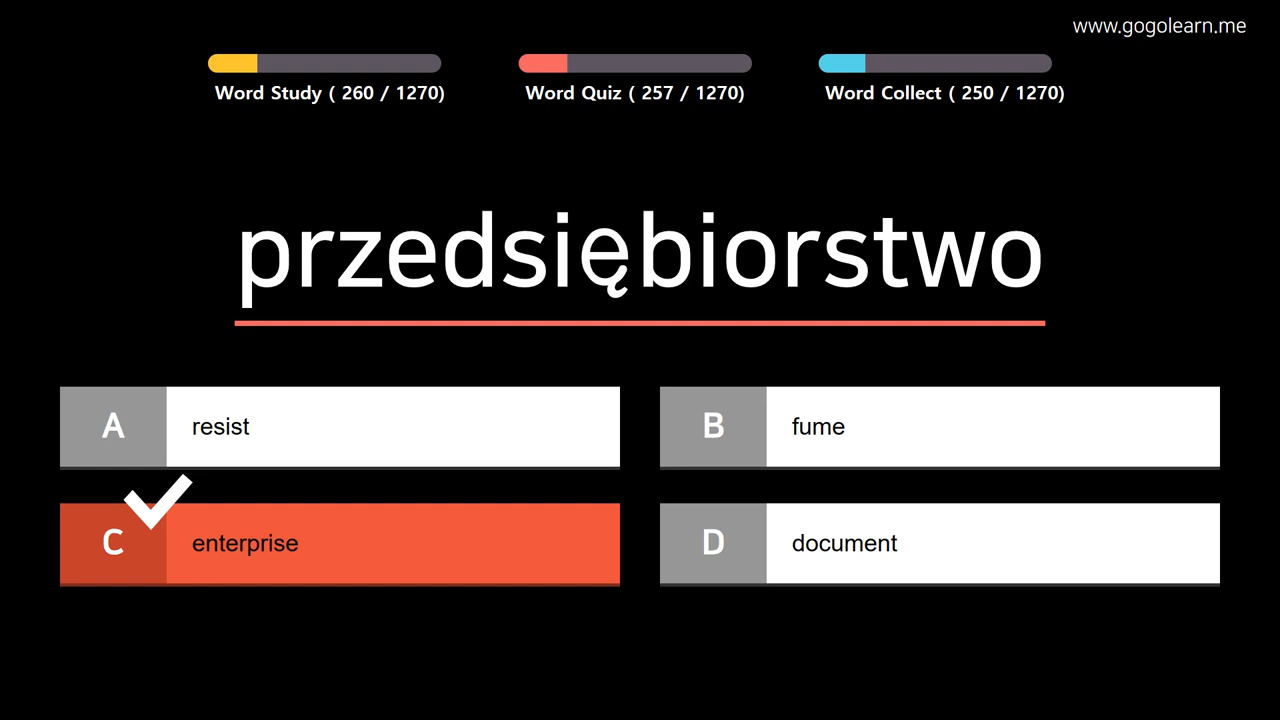 www.gogolearn.me
Word Study ( 260 / 1270)
Word Quiz ( 257 / 1270)
Word Collect ( 250 / 1270)
przedsiębiorstwo
A resist
B fume
C enterprise
D document